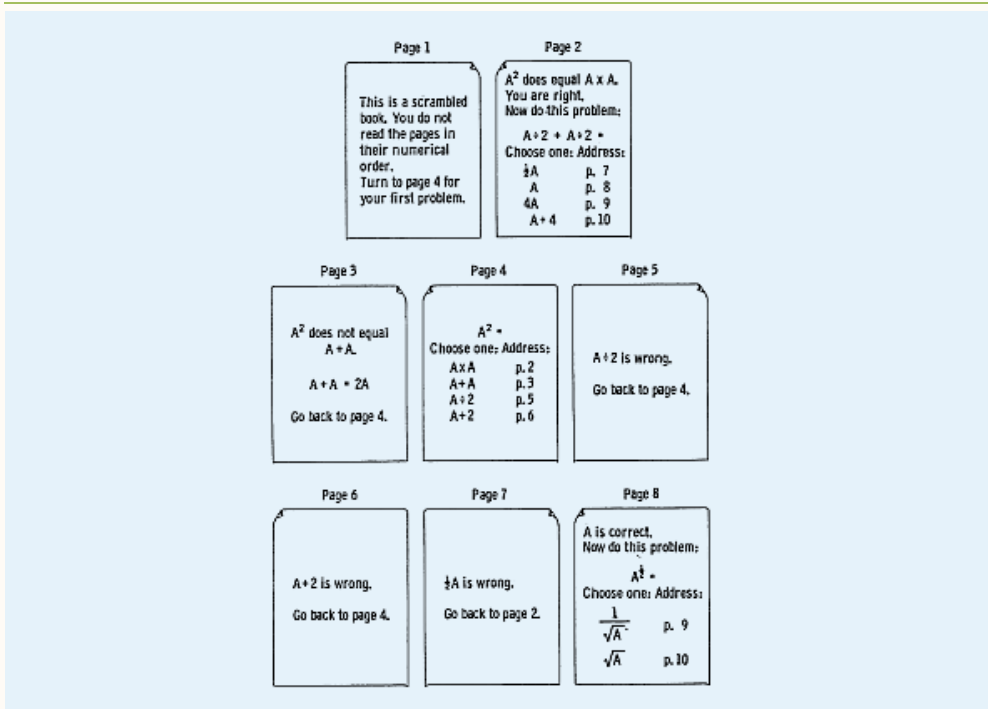 Page 1
This is a scrambled
book. You do not
read the pages in
their numerical
order.
Turn to page 4 for
your first problem.
Page 2
A² does equal A x A.
You are right.
Now do this problem:
A÷2 + A÷2 =
Choose one: Address:
½A p. 7
A p. 8
4A p. 9
A+4 p. 10
Page 3
A² does not equal
A+A.
A+A = 2A
Go back to page 4.
Page 4
A² =
Choose one: Address:
AxA p. 2
A+A p. 3
A÷2 p. 5
A+2 p. 6
Page 5
A÷2 is wrong.
Go back to page 4.
Page 6
A+2 is wrong.
Go back to page 4.
Page 7
½A is wrong.
Go back to page 2.
Page 8
A is correct.
Now do this problem:
A½ =
Choose one: Address:
1/√A p. 9
√A p. 10